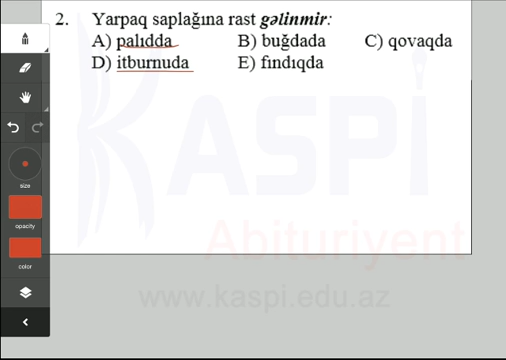 2. Yarpaq saplağına rast gəlinmir:
A) palıdda B) buğdada C) qovaqda
D) itburnuda E) fındıqda
KASPİ
Abituriyent
www.kaspi.edu.az
size
opacity
color